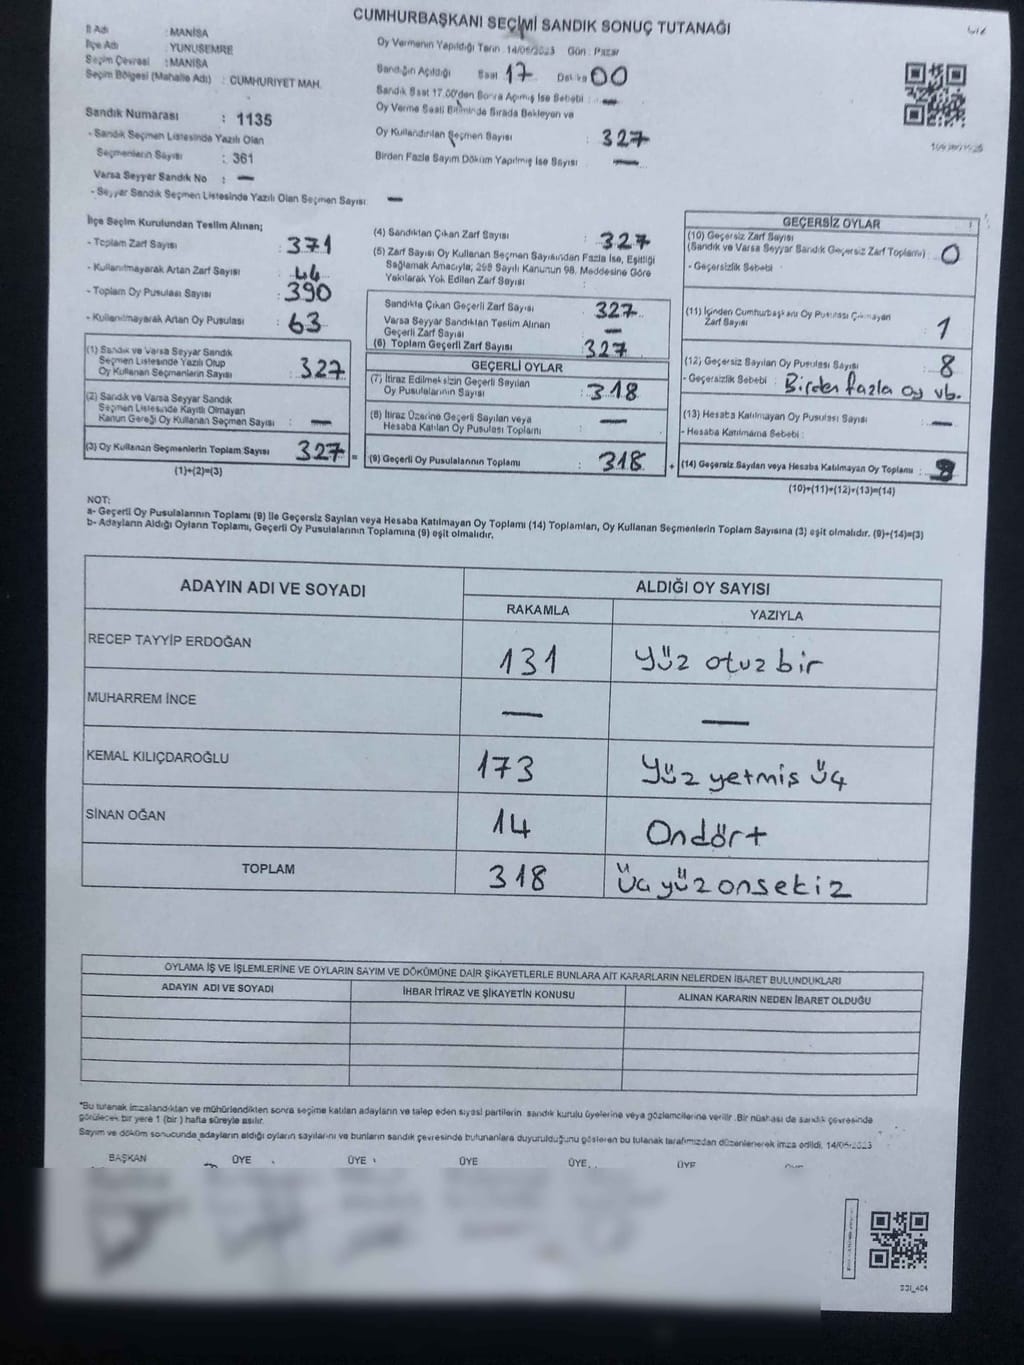 CUMHURBAŞKANI SEÇİMİ SANDIK SONUÇ TUTANAĞI
İl Adı : MANİSA
İlçe Adı : YUNUSEMRE
Seçim Çevresi : MANİSA
Seçim Bölgesi (Mahalle Adı) : CUMHURIYET MAH.
Oy Vermenin Yapıldığı Tarih : 14/05/2023 Gün : Pazar
Sandığın Açıldığı Saat 17 Dakika 00
Sandık Saat 17.00'den Sonra Açılmış İse Sebebi : —
Oy Verme Saati Bitiminde Sırada Bekleyen ve
Oy Kullandırılan Seçmen Sayısı : 327
Birden Fazla Sayım Döküm Yapılmış İse Sayısı —
Sandık Numarası : 1135
- Sandık Seçmen Listesinde Yazılı Olan
Seçmenlerin Sayısı : 361
Varsa Seyyar Sandık No : —
- Seyyar Sandık Seçmen Listesinde Yazılı Olan Seçmen Sayısı: —
İlçe Seçim Kurulundan Teslim Alınan;
- Toplam Zarf Sayısı : 371
- Kullanılmayarak Artan Zarf Sayısı : 44
- Toplam Oy Pusulası Sayısı : 390
- Kullanılmayarak Artan Oy Pusulası : 63
(1) Sandık ve Varsa Seyyar Sandık
Seçmen Listesinde Yazılı Olup
Oy Kullanan Seçmenlerin Sayısı : 327
(2) Sandık ve Varsa Seyyar Sandık
Seçmen Listesinde Kayıtlı Olmayan
Kanun Gereği Oy Kullanan Seçmen Sayısı : —
(3) Oy Kullanan Seçmenlerin Toplam Sayısı : 327 =
(1)+(2)=(3)
(4) Sandıktan Çıkan Zarf Sayısı : 327
(5) Zarf Sayısı Oy Kullanan Seçmen Sayısından Fazla İse, Eşitliği
Sağlamak Amacıyla; 298 Sayılı Kanunun 98. Maddesine Göre
Yakılarak Yok Edilen Zarf Sayısı :
Sandıkta Çıkan Geçerli Zarf Sayısı 327
Varsa Seyyar Sandıktan Teslim Alınan
Geçerli Zarf Sayısı —
(6) Toplam Geçerli Zarf Sayısı 327
GEÇERLİ OYLAR
(7) İtiraz Edilmeksizin Geçerli Sayılan
Oy Pusulalarının Sayısı : 318
(8) İtiraz Üzerine Geçerli Sayılan veya
Hesaba Katılan Oy Pusulası Toplamı : —
(9) Geçerli Oy Pusulalarının Toplamı : 318 +
GEÇERSİZ OYLAR
(10) Geçersiz Zarf Sayısı
(Sandık ve Varsa Seyyar Sandık Geçersiz Zarf Toplamı) : 0
- Geçersizlik Sebebi :
(11) İçinden Cumhurbaşkanı Oy Pusulası Çıkmayan
Zarf Sayısı : 1
(12) Geçersiz Sayılan Oy Pusulası Sayısı : 8
- Geçersizlik Sebebi : Birden fazla oy vb.
(13) Hesaba Katılmayan Oy Pusulası Sayısı : —
- Hesaba Katılmama Sebebi :
(14) Geçersiz Sayılan veya Hesaba Katılmayan Oy Toplamı : 9
(10)+(11)+(12)+(13)=(14)
NOT:
a- Geçerli Oy Pusulalarının Toplamı (9) ile Geçersiz Sayılan veya Hesaba Katılmayan Oy Toplamı (14) Toplamları, Oy Kullanan Seçmenlerin Toplam Sayısına (3) eşit olmalıdır. (9)+(14)=(3)
b- Adayların Aldığı Oyların Toplamı, Geçerli Oy Pusulalarının Toplamına (9) eşit olmalıdır.
ADAYIN ADI VE SOYADI ALDIĞI OY SAYISI
RAKAMLA YAZIYLA
RECEP TAYYİP ERDOĞAN 131 Yüz otuz bir
MUHARREM İNCE — —
KEMAL KILIÇDAROĞLU 173 Yüz yetmis üç
SİNAN OĞAN 14 Ondört
TOPLAM 318 Üçyüz onsekiz
OYLAMA İŞ VE İŞLEMLERİNE VE OYLARIN SAYIM VE DÖKÜMÜNE DAİR ŞİKAYETLERLE BUNLARA AİT KARARLARIN NELERDEN İBARET BULUNDUKLARI
ADAYIN ADI VE SOYADI İHBAR İTİRAZ VE ŞİKAYETİN KONUSU ALINAN KARARIN NEDEN İBARET OLDUĞU
*Bu tutanak imzalandıktan ve mühürlendikten sonra seçime katılan adayların ve talep eden siyasi partilerin sandık kurulu üyelerine veya gözlemcilerine verilir. Bir nüshası da sandık çevresinde
görülecek bir yere 1 (bir) hafta süreyle asılır.
Sayım ve döküm sonucunda adayların aldığı oyların sayılarını ve bunların sandık çevresinde bulunanlara duyurulduğunu gösteren bu tutanak tarafımızdan düzenlenerek imza edildi. 14/05/2023
BAŞKAN ÜYE ÜYE ÜYE ÜYE ÜYE